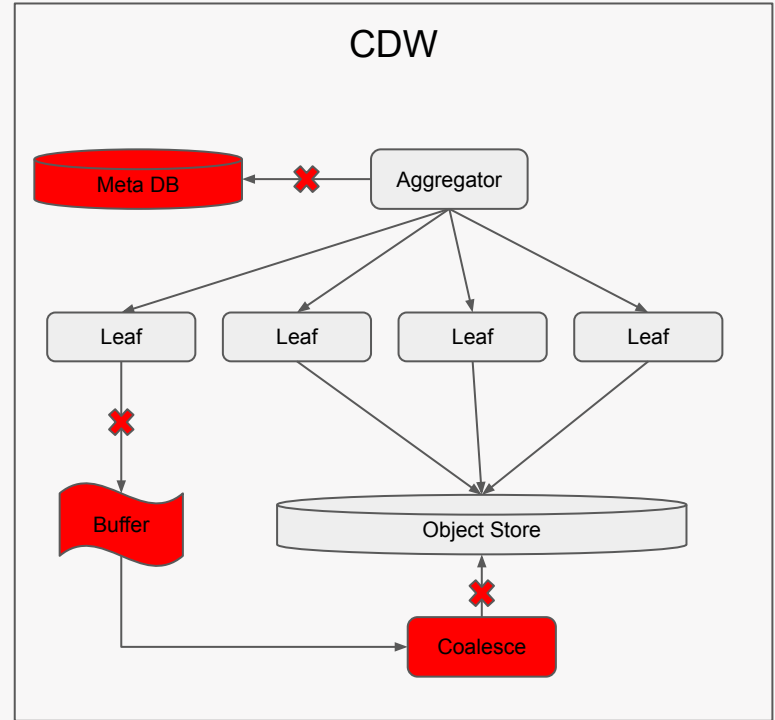 CDW
Meta DB
Aggregator
Leaf
Leaf
Leaf
Leaf
Buffer
Object Store
Coalesce